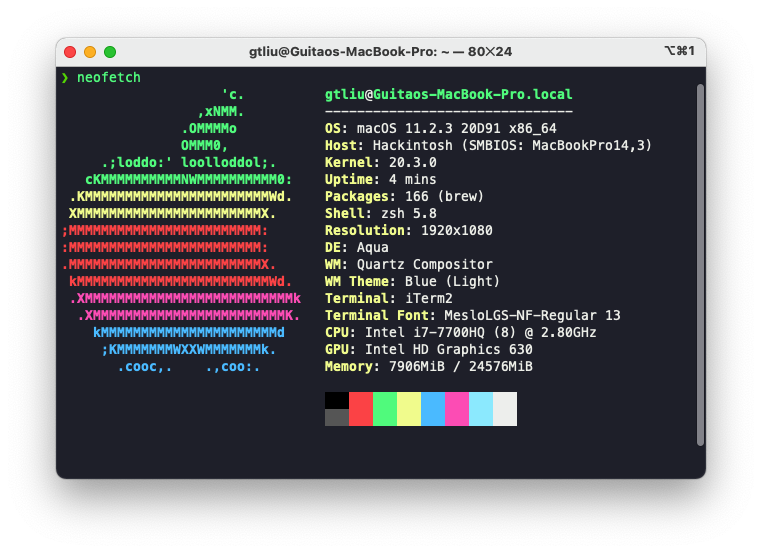 gtliu@Guitaos-MacBook-Pro: ~ — 80×24
⌥⌘1
❯ neofetch
'c.
,xNMM.
.OMMMMo
OMMM0,
.;loddo:' loolloddol;.
cKMMMMMMMMMMNWMMMMMMMMMM0:
.KMMMMMMMMMMMMMMMMMMMMMMMWd.
XMMMMMMMMMMMMMMMMMMMMMMMX.
;MMMMMMMMMMMMMMMMMMMMMMMM:
:MMMMMMMMMMMMMMMMMMMMMMMM:
.MMMMMMMMMMMMMMMMMMMMMMMMX.
kMMMMMMMMMMMMMMMMMMMMMMMMWd.
.XMMMMMMMMMMMMMMMMMMMMMMMMMMk
.XMMMMMMMMMMMMMMMMMMMMMMMMK.
kMMMMMMMMMMMMMMMMMMMMMMd
;KMMMMMMMWXXWMMMMMMMk.
.cooc,.    .,coo:.
gtliu@Guitaos-MacBook-Pro.local
-------------------------------
OS: macOS 11.2.3 20D91 x86_64
Host: Hackintosh (SMBIOS: MacBookPro14,3)
Kernel: 20.3.0
Uptime: 4 mins
Packages: 166 (brew)
Shell: zsh 5.8
Resolution: 1920x1080
DE: Aqua
WM: Quartz Compositor
WM Theme: Blue (Light)
Terminal: iTerm2
Terminal Font: MesloLGS-NF-Regular 13
CPU: Intel i7-7700HQ (8) @ 2.80GHz
GPU: Intel HD Graphics 630
Memory: 7906MiB / 24576MiB